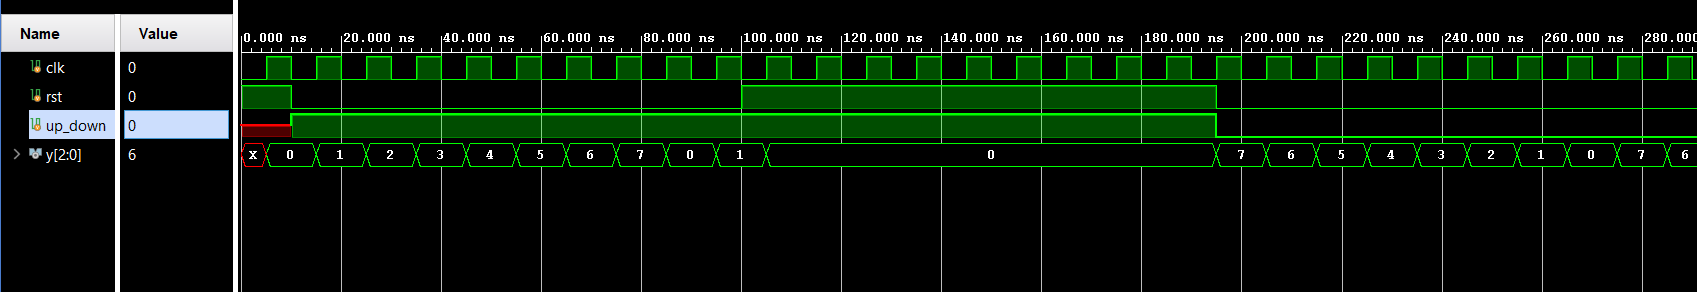 Name Value
0.000 ns 20.000 ns 40.000 ns 60.000 ns 80.000 ns 100.000 ns 120.000 ns 140.000 ns 160.000 ns 180.000 ns 200.000 ns 220.000 ns 240.000 ns 260.000 ns 280.000
clk 0
rst 0
up_down 0
y[2:0] 6 X 0 1 2 3 4 5 6 7 0 1 0 7 6 5 4 3 2 1 0 7 6